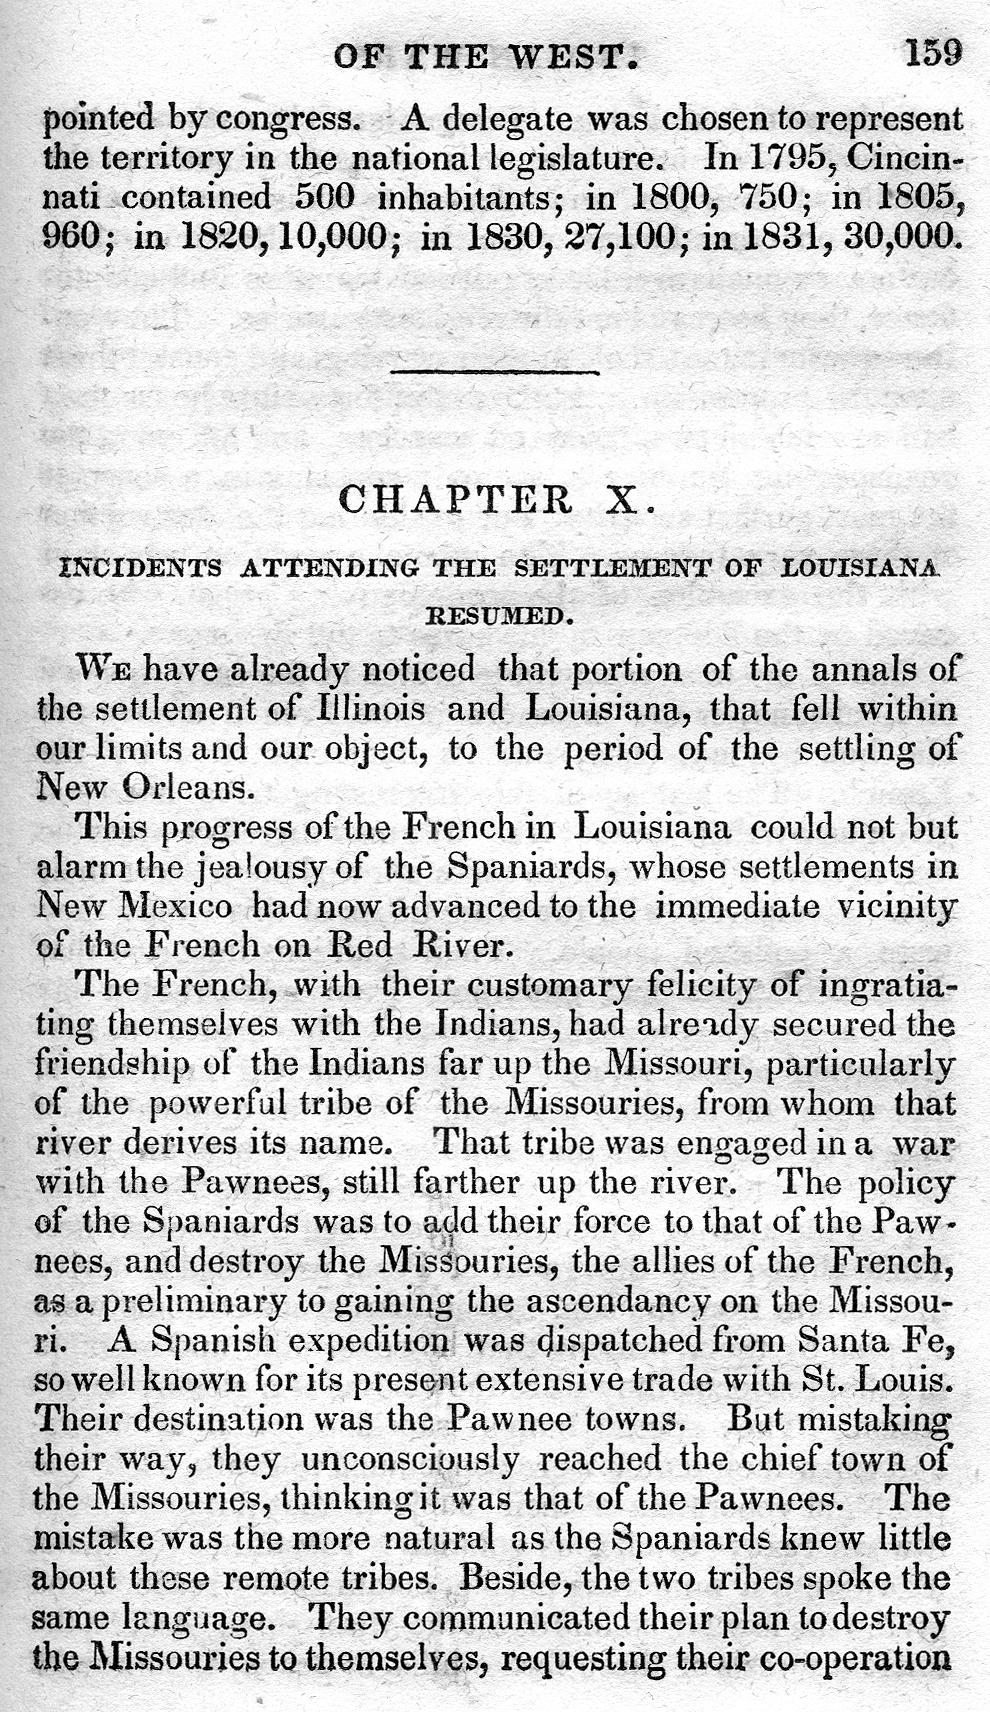 OF THE WEST. 159
pointed by congress. A delegate was chosen to represent
the territory in the national legislature. In 1795, Cincin-
nati contained 500 inhabitants; in 1800, 750; in 1805,
960; in 1820, 10,000; in 1830, 27,100; in 1831, 30,000.
CHAPTER X.
INCIDENTS ATTENDING THE SETTLEMENT OF LOUISIANA
RESUMED.
WE have already noticed that portion of the annals of
the settlement of Illinois and Louisiana, that fell within
our limits and our object, to the period of the settling of
New Orleans.
This progress of the French in Louisiana could not but
alarm the jealousy of the Spaniards, whose settlements in
New Mexico had now advanced to the immediate vicinity
of the French on Red River.
The French, with their customary felicity of ingratia-
ting themselves with the Indians, had already secured the
friendship of the Indians far up the Missouri, particularly
of the powerful tribe of the Missouries, from whom that
river derives its name. That tribe was engaged in a war
with the Pawnees, still farther up the river. The policy
of the Spaniards was to add their force to that of the Paw-
nees, and destroy the Missouries, the allies of the French,
as a preliminary to gaining the ascendancy on the Missou-
ri. A Spanish expedition was dispatched from Santa Fe,
so well known for its present extensive trade with St. Louis.
Their destination was the Pawnee towns. But mistaking
their way, they unconsciously reached the chief town of
the Missouries, thinking it was that of the Pawnees. The
mistake was the more natural as the Spaniards knew little
about these remote tribes. Beside, the two tribes spoke the
same language. They communicated their plan to destroy
the Missouries to themselves, requesting their co-operation